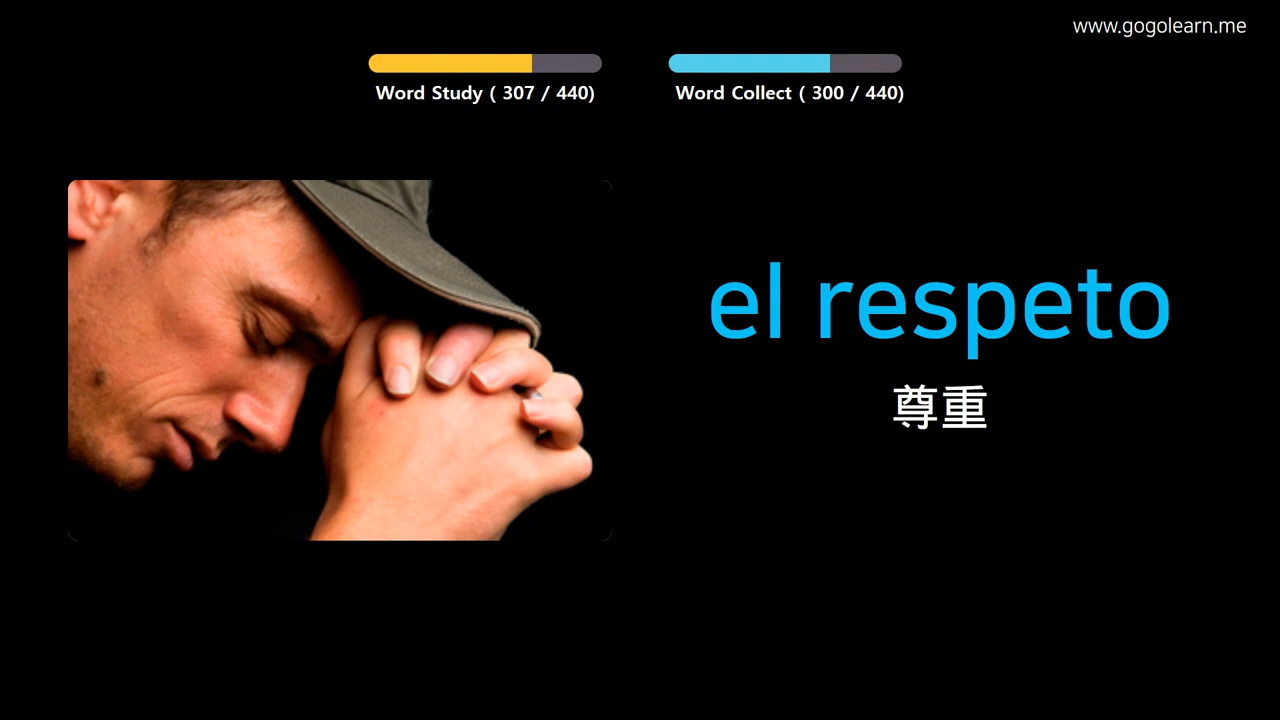 www.gogolearn.me
Word Study ( 307 / 440)
Word Collect ( 300 / 440)
el respeto
尊重